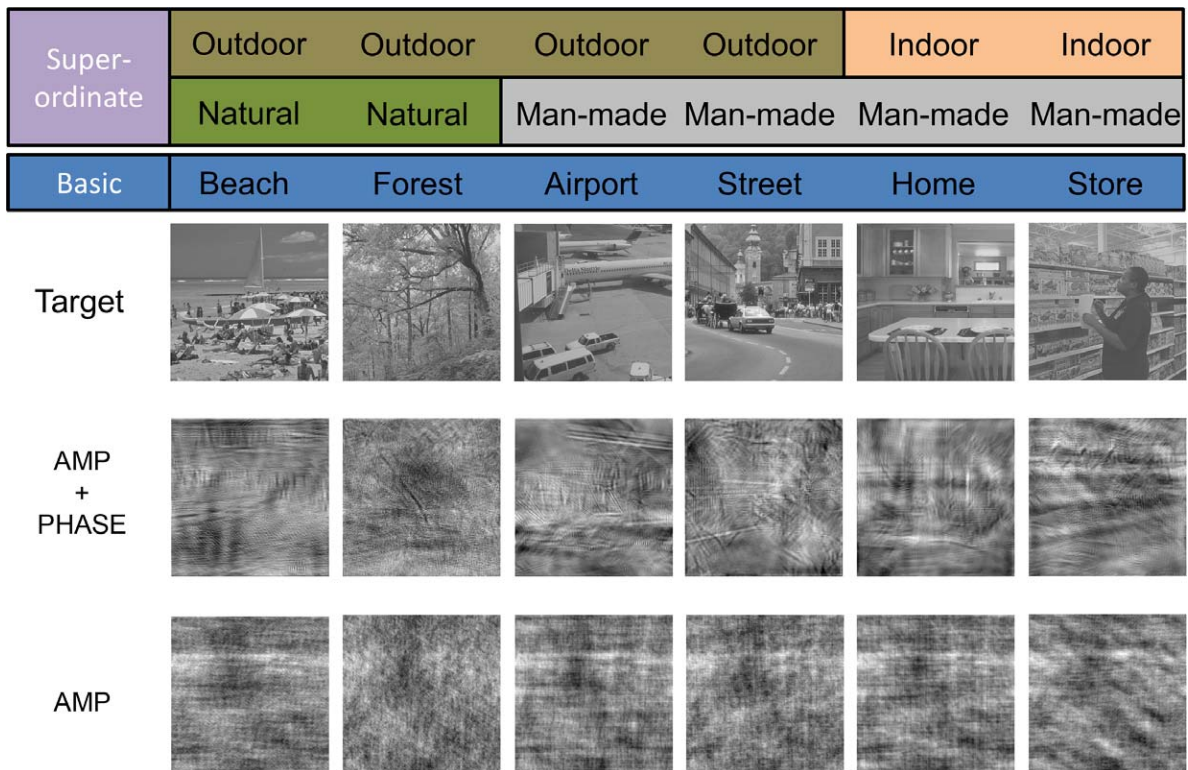 Super-
ordinate
Outdoor Outdoor Outdoor Outdoor Indoor Indoor
Natural Natural Man-made Man-made Man-made Man-made
Basic Beach Forest Airport Street Home Store
Target
AMP
+
PHASE
AMP